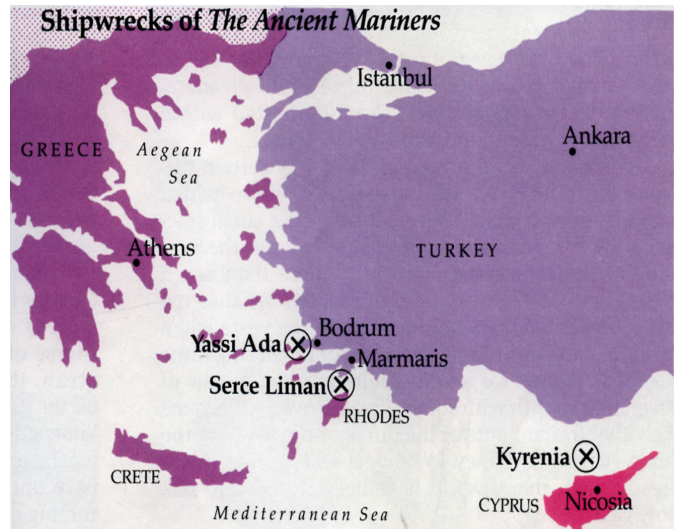 Shipwrecks of The Ancient Mariners
Istanbul
Ankara
GREECE
Aegean
Sea
Athens
TURKEY
Bodrum
Yassi Ada
Marmaris
Serce Liman
RHODES
Kyrenia
CRETE
CYPRUS
Nicosia
Mediterranean Sea